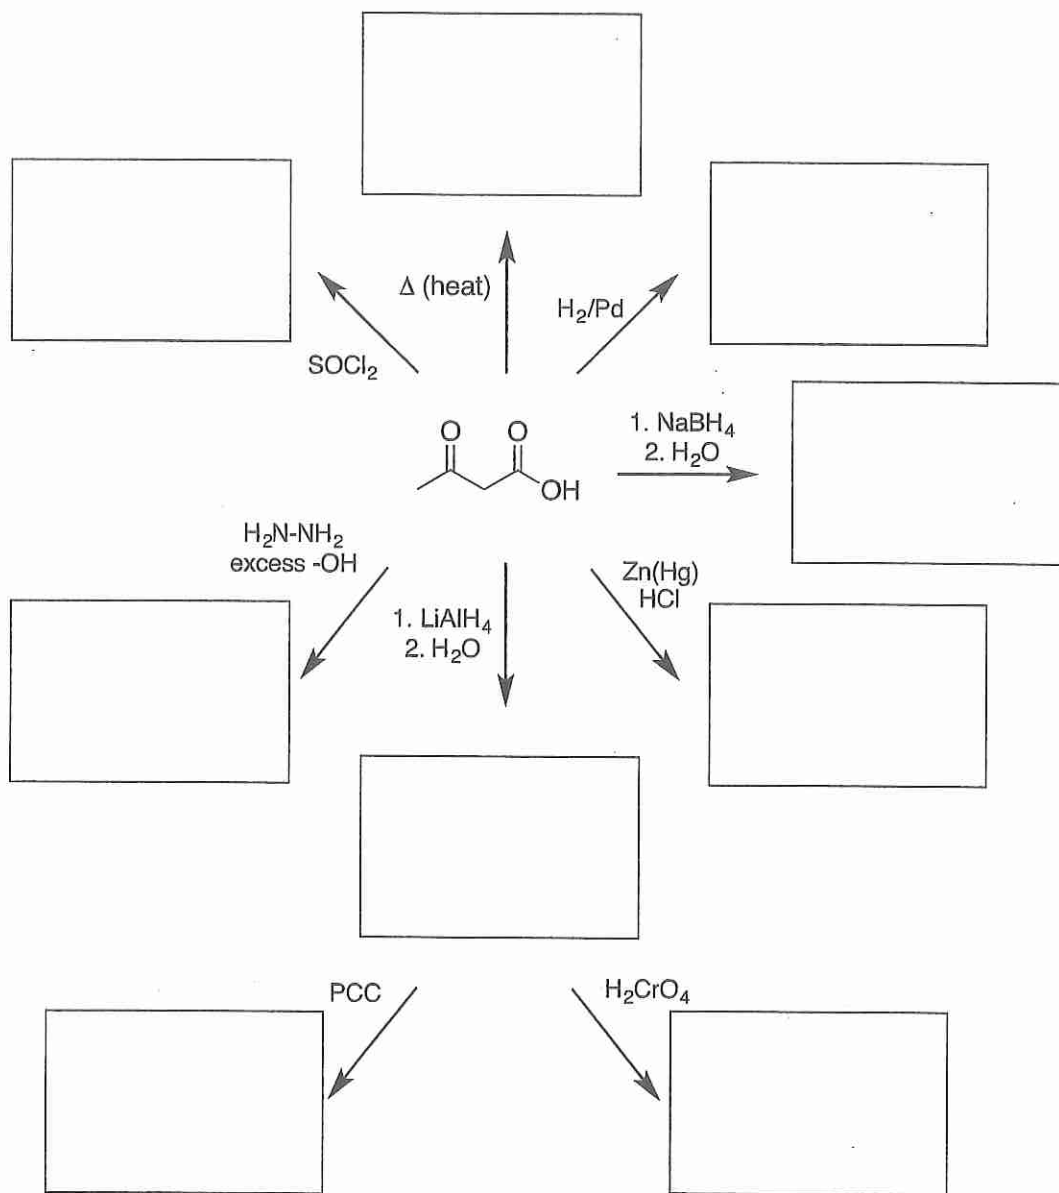 Δ (heat)
H₂/Pd
SOCl₂
1. NaBH₄
2. H₂O
O O
OH
H₂N-NH₂
excess -OH
Zn(Hg)
HCl
1. LiAlH₄
2. H₂O
PCC
H₂CrO₄